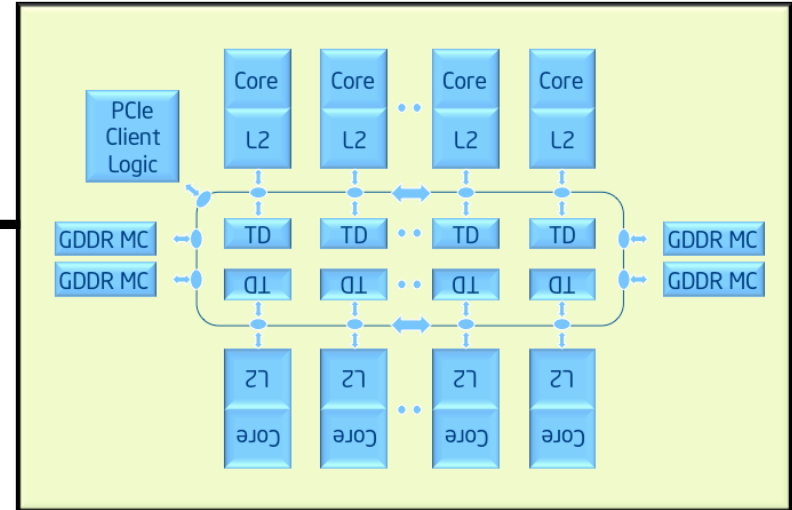 Core Core Core Core
PCIe
Client
Logic
L2 L2 L2 L2
GDDR MC TD TD TD TD GDDR MC
GDDR MC TD TD TD TD GDDR MC
L2 L2 L2 L2
Core Core Core Core